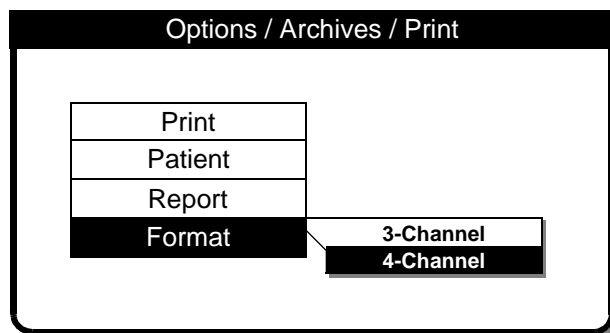 Options / Archives / Print
Print
Patient
Report
Format
3-Channel
4-Channel